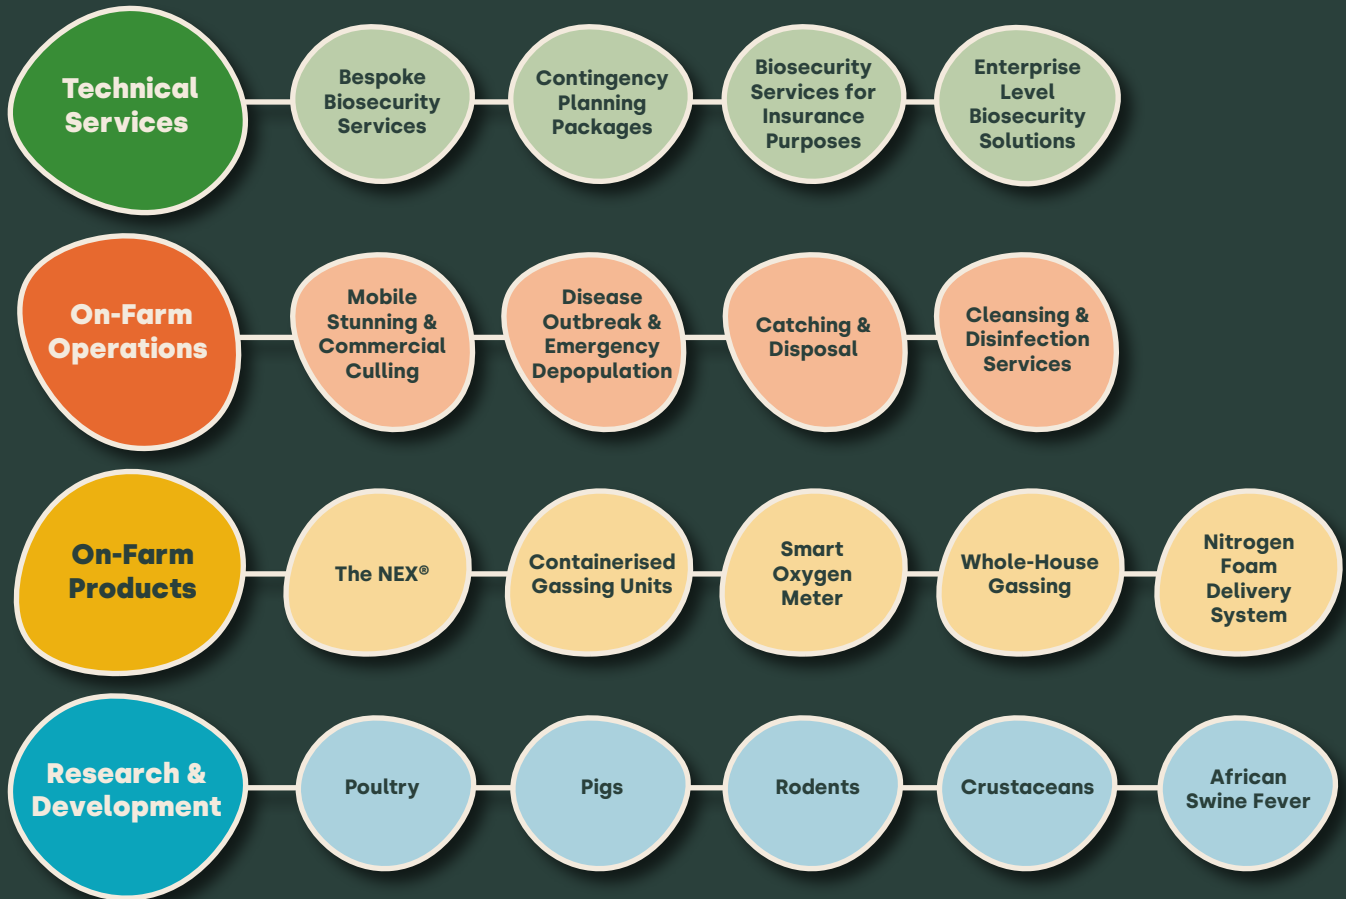 Technical
Services
Bespoke
Biosecurity
Services
Contingency
Planning
Packages
Biosecurity
Services for
Insurance
Purposes
Enterprise
Level
Biosecurity
Solutions
On-Farm
Operations
Mobile
Stunning &
Commercial
Culling
Disease
Outbreak &
Emergency
Depopulation
Catching &
Disposal
Cleansing &
Disinfection
Services
On-Farm
Products
The NEX®
Containerised
Gassing Units
Smart
Oxygen
Meter
Whole-House
Gassing
Nitrogen
Foam
Delivery
System
Research &
Development
Poultry
Pigs
Rodents
Crustaceans
African
Swine Fever